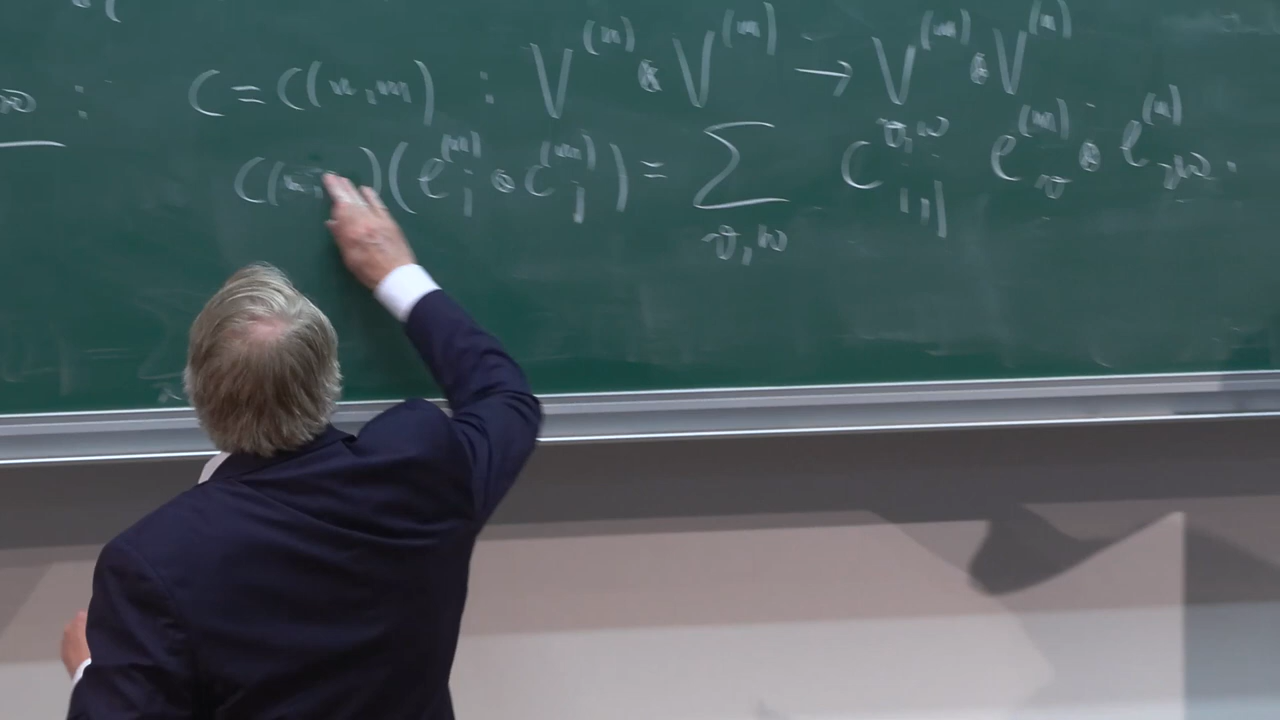 C = C(n,m) : V^{(n)} ⊗ V^{(m)} → V^{(m)} ⊗ V^{(n)}
C( )(e_i^{(n)} ⊗ e_j^{(m)}) = Σ_{v,w} C_{i,j}^{v,w} e_v^{(m)} ⊗ e_w^{(n)}.